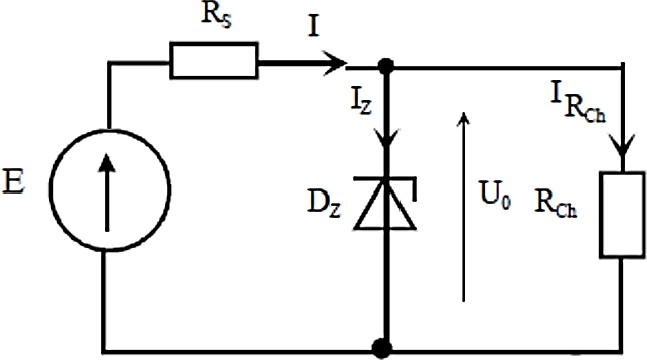 R_S
I
I_Z
I_{R_{Ch}}
E
D_Z
U_0
R_{Ch}